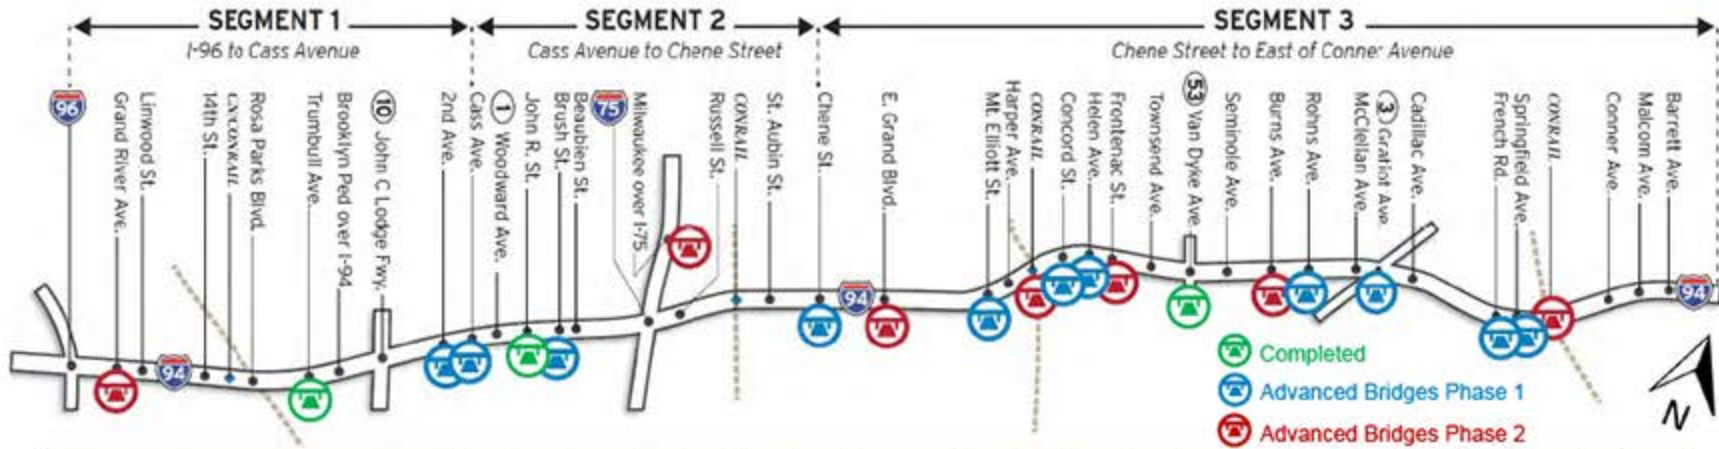 SEGMENT 1
I-96 to Cass Avenue
SEGMENT 2
Cass Avenue to Chene Street
SEGMENT 3
Chene Street to East of Conner Avenue
96
Grand River Ave.
Linwood St.
14th St.
CN/CONRAIL
Rosa Parks Blvd.
Trumbull Ave.
Brooklyn Ped over I-94
10 John C Lodge Fwy.
2nd Ave.
Cass Ave.
1 Woodward Ave.
John R. St.
Brush St.
Beaubien St.
75
Milwaukee over I-75
Russell St.
CONRAIL
St. Aubin St.
Chene St.
E. Grand Blvd.
Mt. Elliott St.
Harper Ave.
CONRAIL
Concord St.
Helen Ave.
Frontenac St.
Townsend Ave.
53 Van Dyke Ave.
Seminole Ave.
Burns Ave.
Rohns Ave.
McClellan Ave.
3 Gratiot Ave.
Cadillac Ave.
French Rd.
Springfield Ave.
CONRAIL
Conner Ave.
Malcom Ave.
Barrett Ave.
94
94
94
Completed
Advanced Bridges Phase 1
Advanced Bridges Phase 2
N